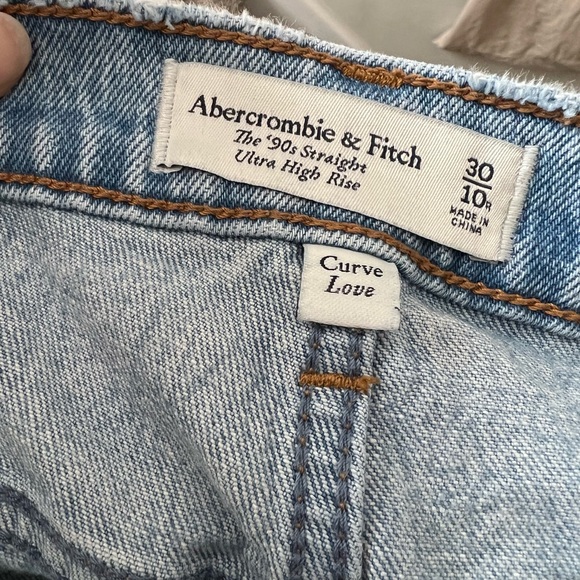 Abercrombie & Fitch
The '90s Straight
Ultra High Rise
30
10R
MADE IN
CHINA
Curve
Love